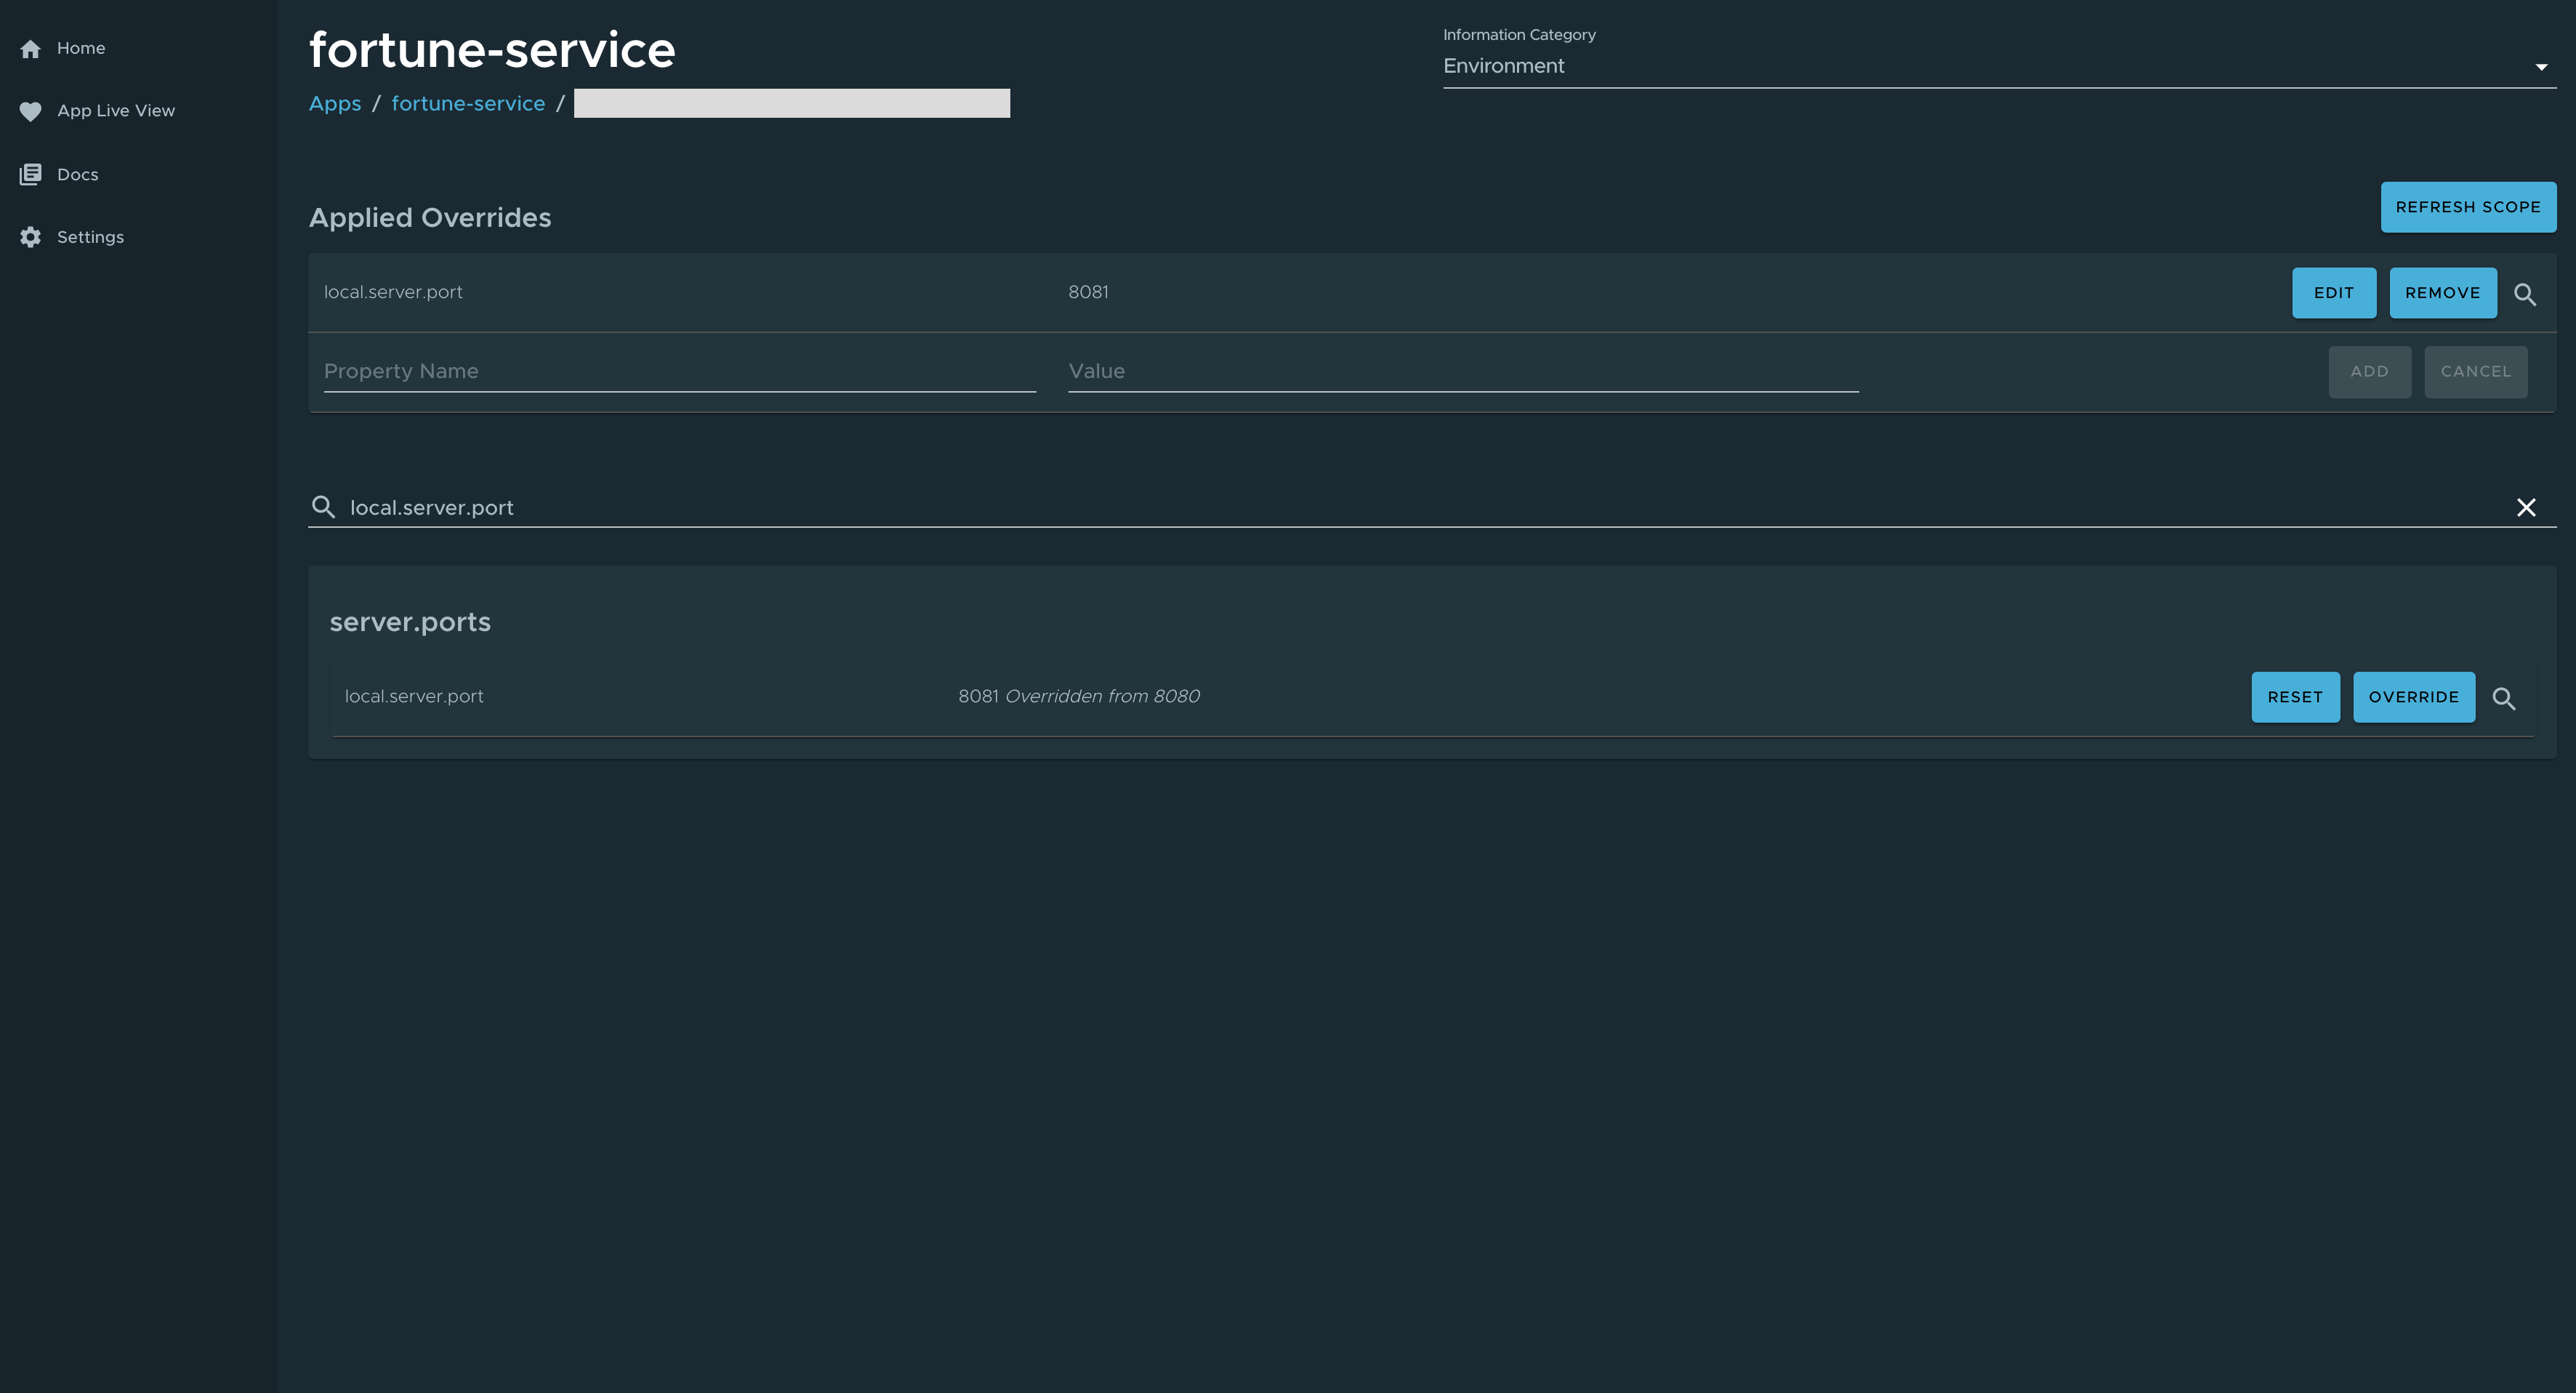 Home
App Live View
Docs
Settings
fortune-service
Apps / fortune-service /
Information Category
Environment
Applied Overrides
REFRESH SCOPE
local.server.port 8081 EDIT REMOVE
Property Name Value ADD CANCEL
local.server.port
server.ports
local.server.port 8081 Overridden from 8080 RESET OVERRIDE